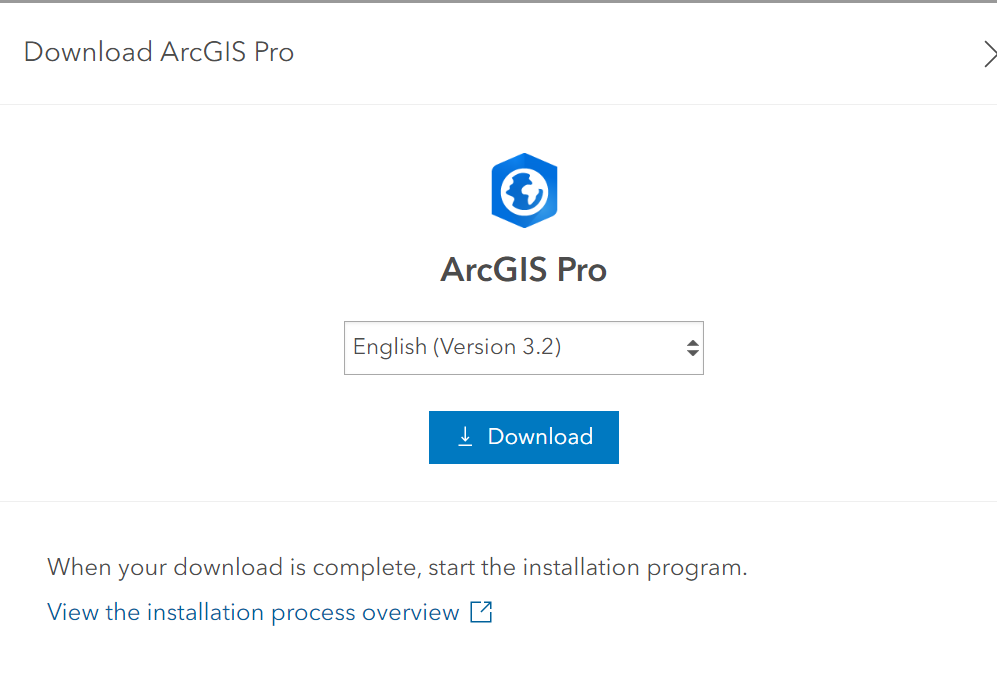 Download ArcGIS Pro
ArcGIS Pro
English (Version 3.2)
Download
When your download is complete, start the installation program.
View the installation process overview